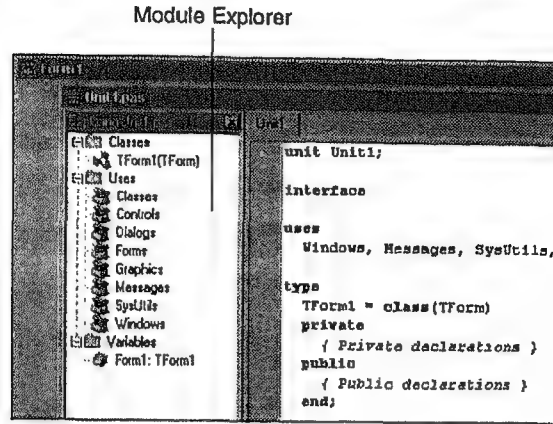 Module Explorer
Form1
Unit1.pas
Unit1
Classes
TForm1(TForm)
Uses
Classes
Controls
Dialogs
Forms
Graphics
Messages
SysUtils
Windows
Variables
Form1: TForm1
unit Unit1;
interface
uses
Windows, Messages, SysUtils,
type
TForm1 = class(TForm)
private
{ Private declarations }
public
{ Public declarations }
end;